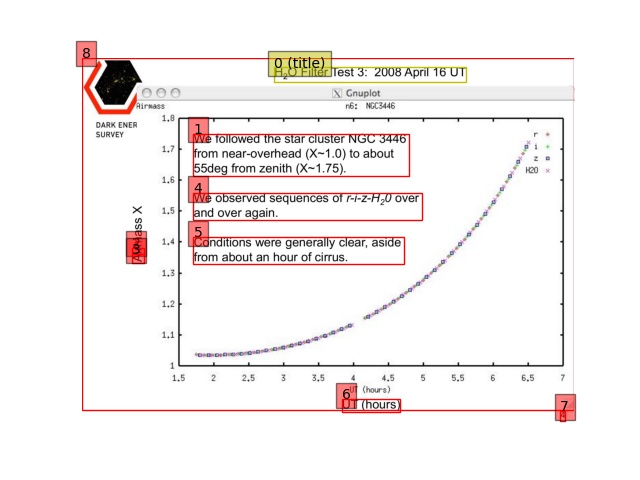 8
0 (title)
H2O Filter Test 3: 2008 April 16 UT
Gnuplot
Airmass
n6: NGC3446
DARK ENER
SURVEY
1
We followed the star cluster NGC 3446
from near-overhead (X~1.0) to about
55deg from zenith (X~1.75).
4
We observed sequences of r-i-z-H20 over
and over again.
5
Conditions were generally clear, aside
from about an hour of cirrus.
r
i
z
H2O
1,8
1,7
1,6
1,5
1,4
1,3
1,2
1,1
1
Airmass X
1,5 2 2,5 3 3,5 4 4,5 5 5,5 6 6,5 7
UT (hours)
6
UT (hours)
7